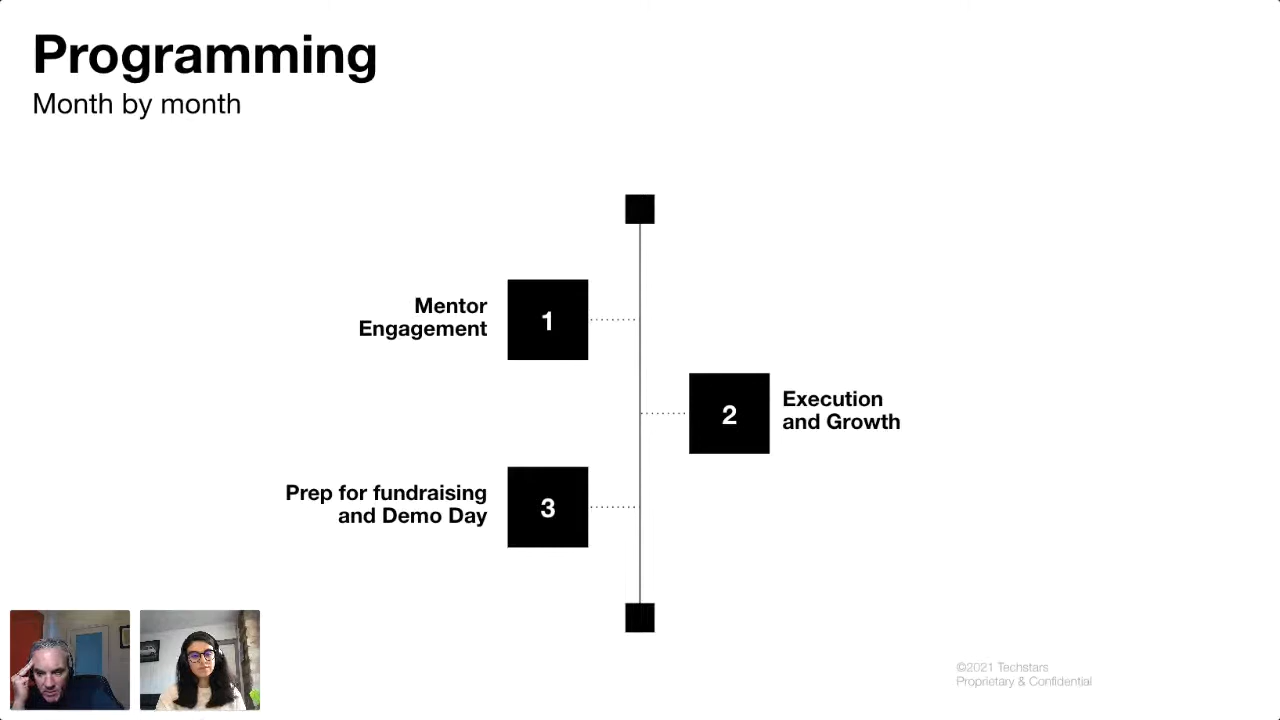 Programming
Month by month
Mentor
Engagement
1
2
Execution
and Growth
Prep for fundraising
and Demo Day
3
©2021 Techstars
Proprietary & Confidential